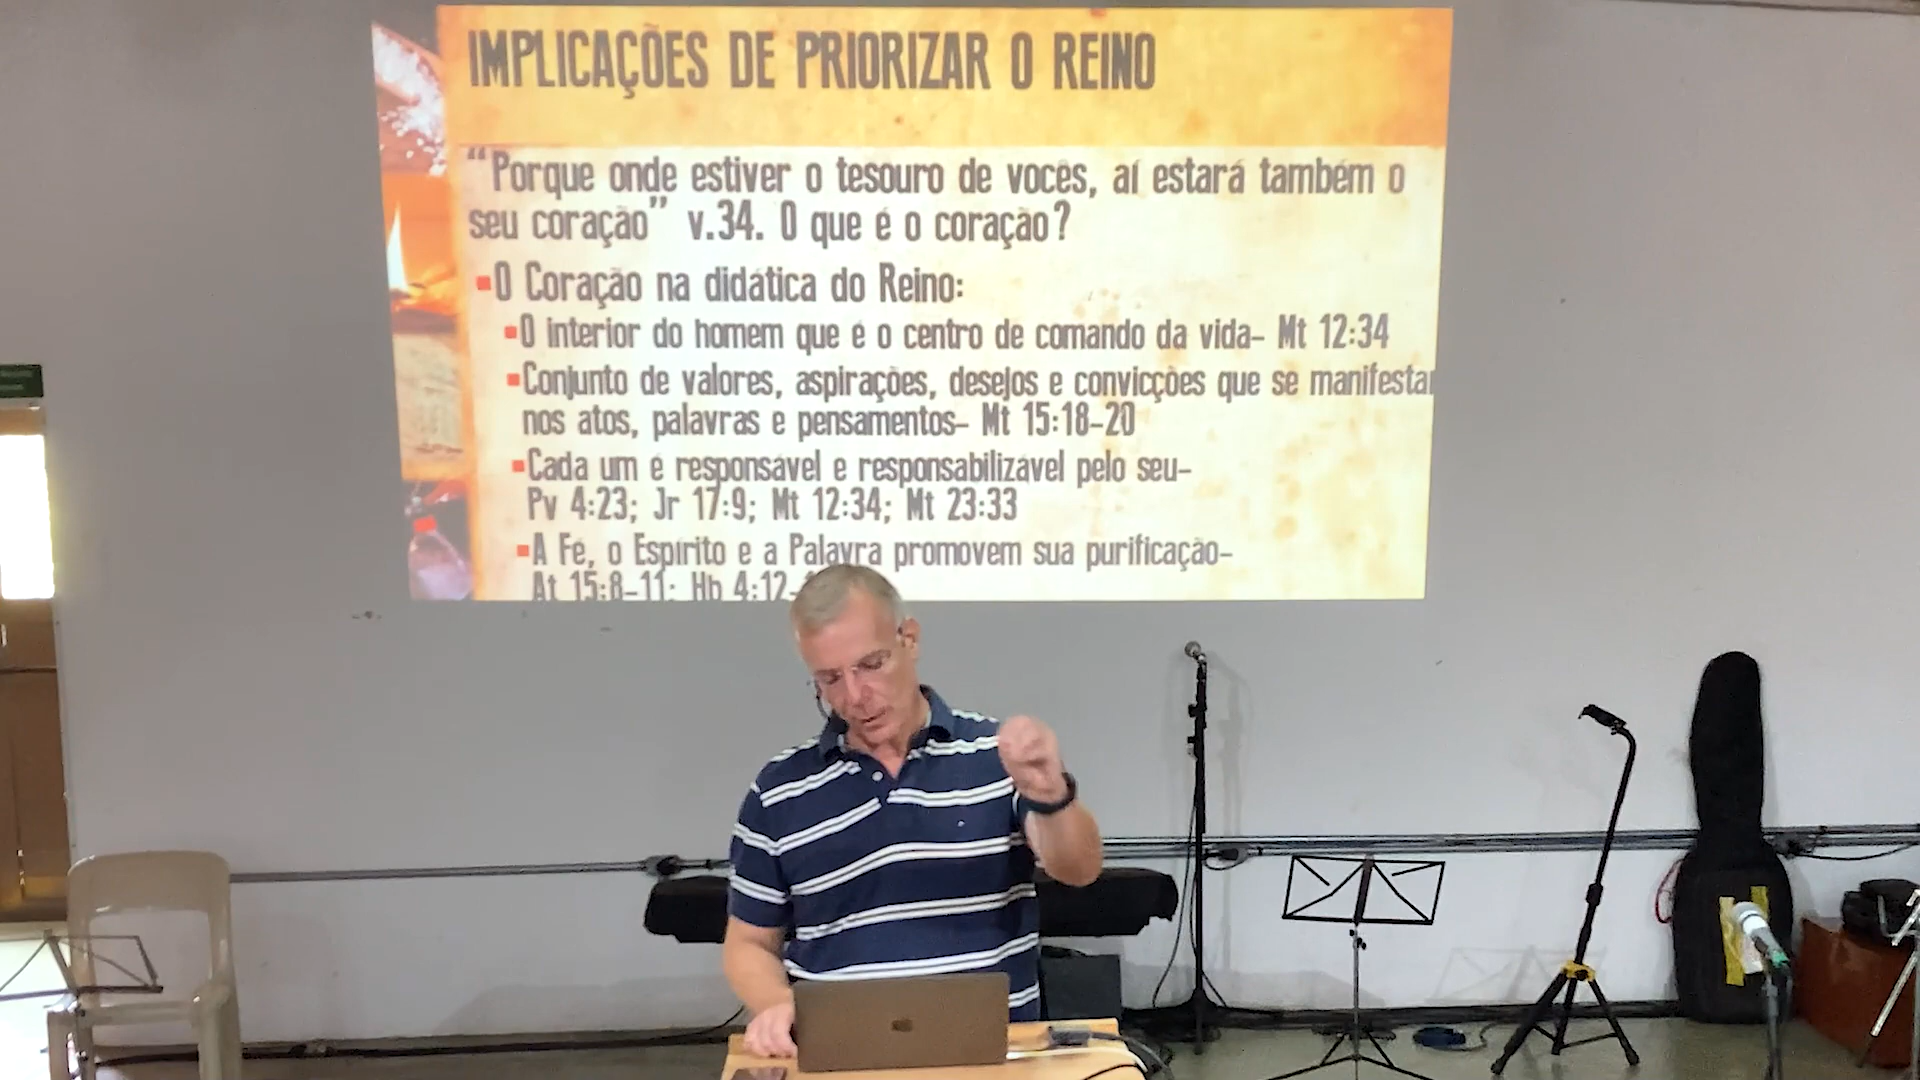 IMPLICAÇÕES DE PRIORIZAR O REINO
“Porque onde estiver o tesouro de vocês, aí estará também o
seu coração” v.34. O que é o coração?
▪O Coração na didática do Reino:
▪O interior do homem que é o centro de comando da vida– Mt 12:34
▪Conjunto de valores, aspirações, desejos e convicções que se manifestam
nos atos, palavras e pensamentos– Mt 15:18–20
▪Cada um é responsável e responsabilizável pelo seu–
Pv 4:23; Jr 17:9; Mt 12:34; Mt 23:33
▪A Fé, o Espírito e a Palavra promovem sua purificação–
At 15:8–11; Hb 4:12–